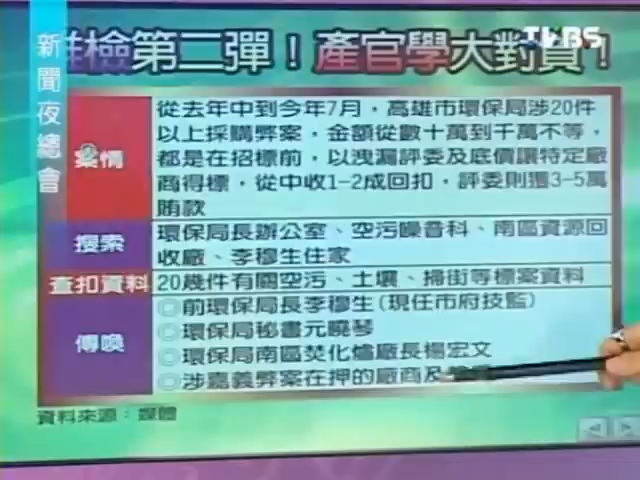 新聞夜總會
雄檢第二彈！產官學大對質！
TVBS
案情
從去年中到今年7月，高雄市環保局涉20件
以上採購弊案，金額從數十萬到千萬不等，
都是在招標前，以洩漏評委及底價讓特定廠
商得標，從中收1-2成回扣，評委則獲3-5萬
賄款
搜索
環保局長辦公室、空污噪音科、南區資源回
收廠、李穆生住家
查扣資料
20幾件有關空污、土壤、掃街等標案資料
傳喚
◎前環保局長李穆生(現任市府技監)
◎環保局秘書元曉琴
◎環保局南區焚化爐廠長楊宏文
◎涉嘉義弊案在押的廠商及
資料來源：媒體